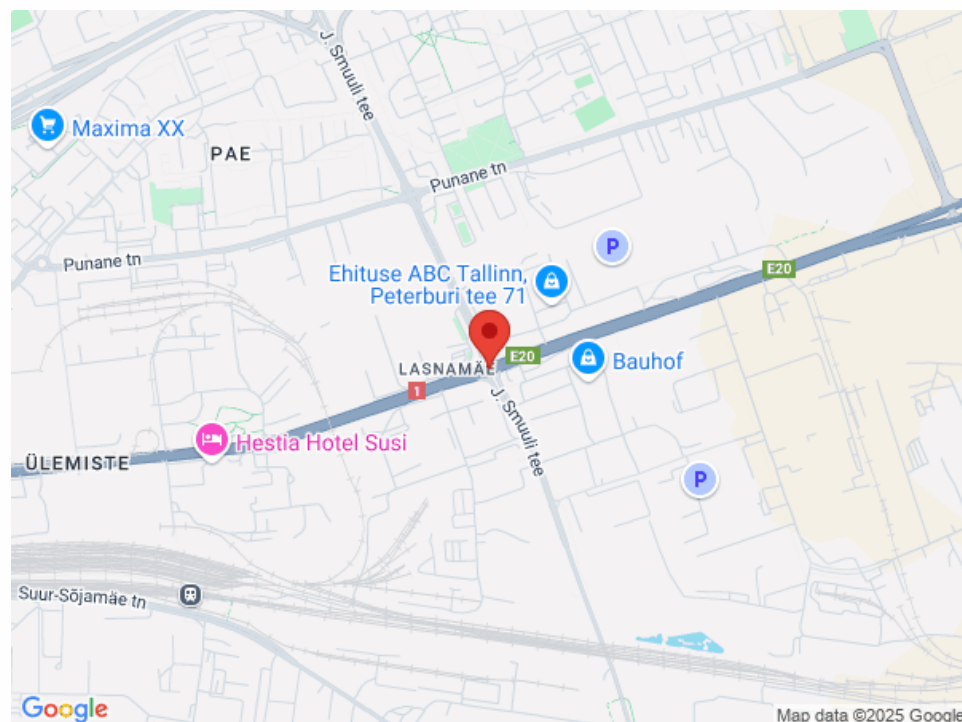 J. Smuuli tee
Maxima XX
PAE
Punane tn
Punane tn
E20
Ehituse ABC Tallinn,
Peterburi tee 71
E20
LASNAMÄE
Bauhof
1
J. Smuuli tee
Hestia Hotel Susi
ÜLEMISTE
P
P
Suur-Sõjamäe tn
Google
Map data ©2025 Google